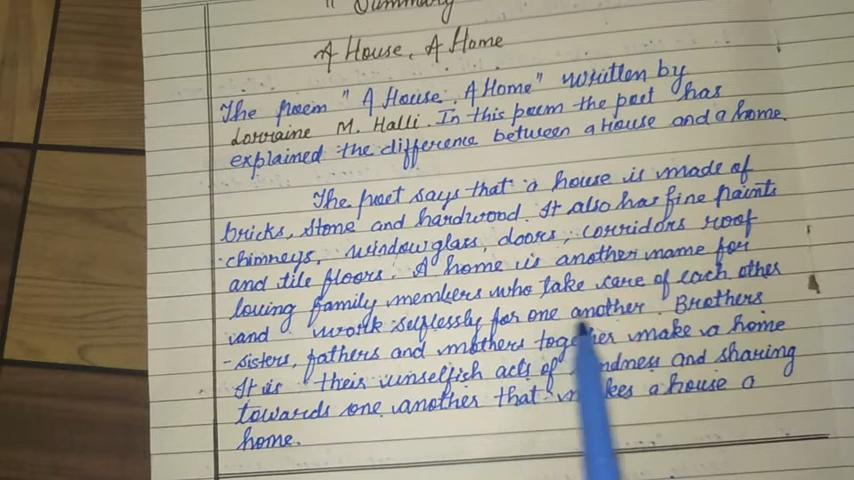 " Summary
A House, A Home
The poem " A House, A Home" written by
Lorraine M. Halli. In this poem the poet has
explained the difference between a house and a home.
The poet says that a house is made of
bricks, stone and hardwood. It also has fine paints
chimneys, window glass, doors, corridors roof
and tile floors. A home is another name for
loving family members who take care of each other
and work selflessly for one another. Brothers
- sisters, fathers and mothers together make a home
It is their unselfish acts of kindness and sharing
towards one another that makes a house a
home.